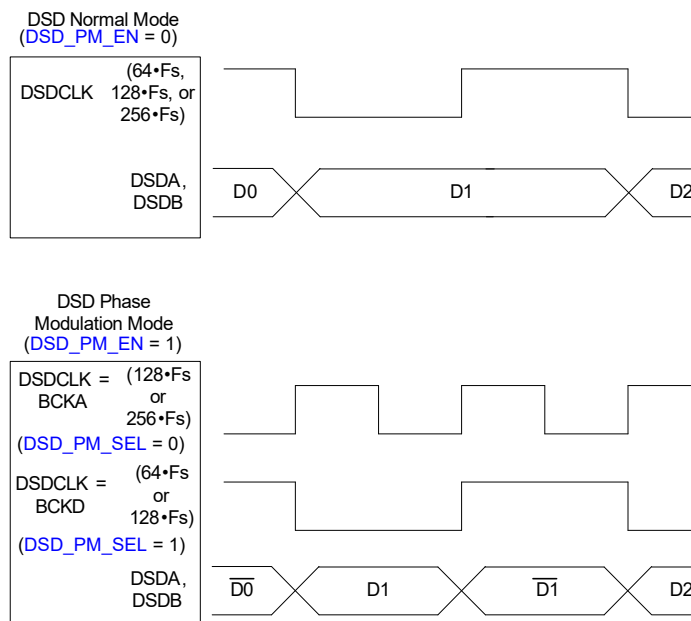 DSD Normal Mode
(DSD_PM_EN = 0)
DSDCLK
(64•Fs,
128•Fs, or
256•Fs)
DSDA,
DSDB
D0
D1
D2
DSD Phase
Modulation Mode
(DSD_PM_EN = 1)
DSDCLK =
BCKA
(128•Fs
or
256•Fs)
(DSD_PM_SEL = 0)
DSDCLK =
BCKD
(64•Fs
or
128•Fs)
(DSD_PM_SEL = 1)
DSDA,
DSDB
D̅0̅
D1
D̅1̅
D2